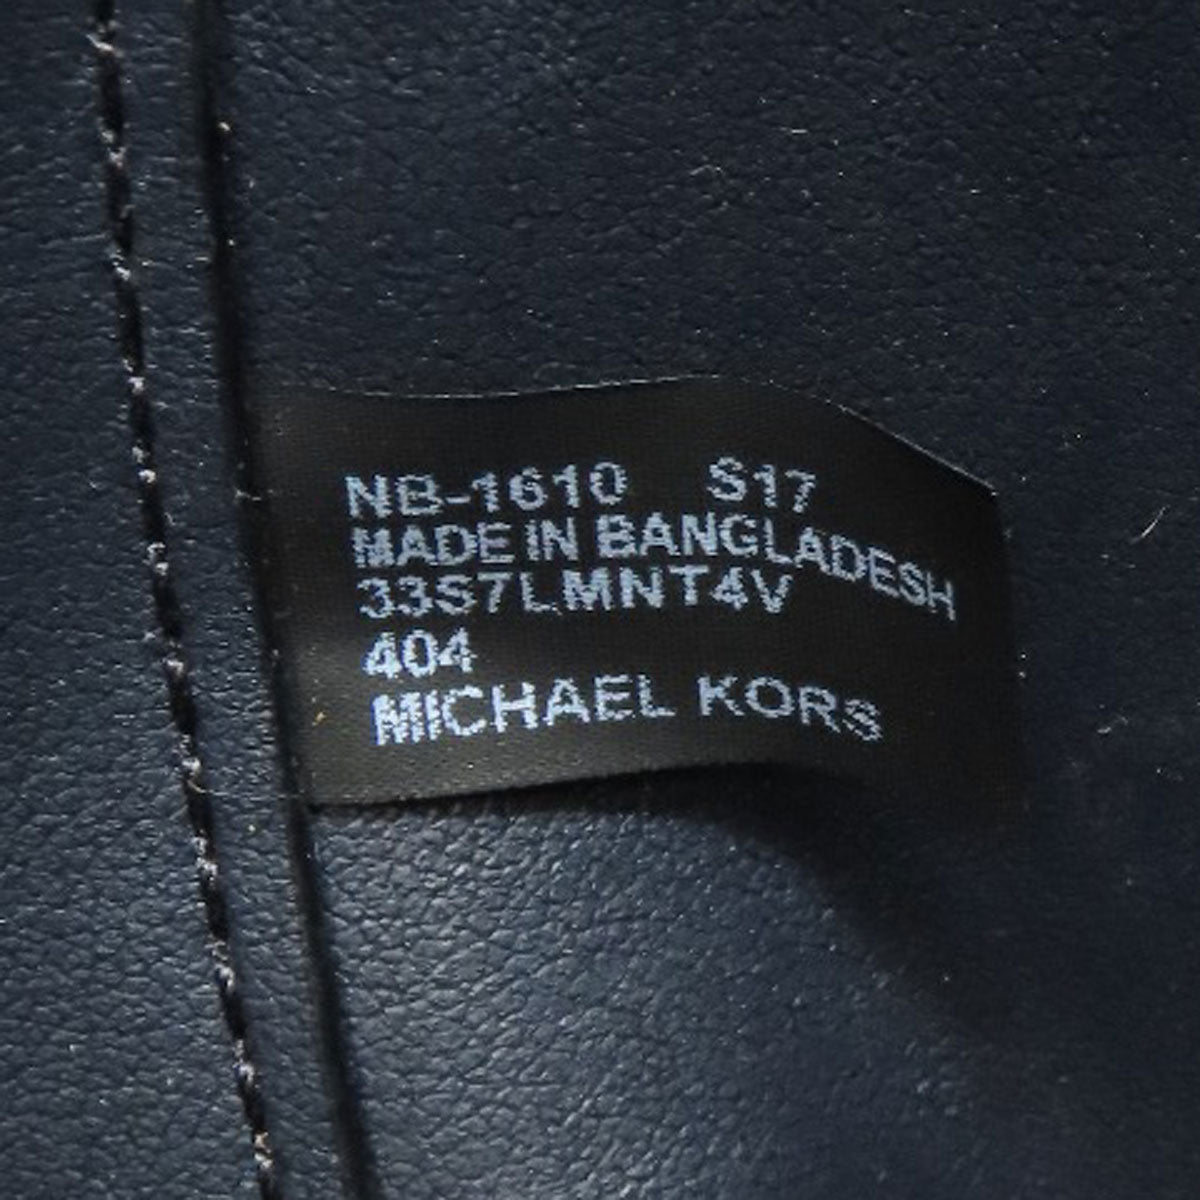 NB-1610 S17
MADE IN BANGLADESH
33S7LMNT4V
404
MICHAEL KORS